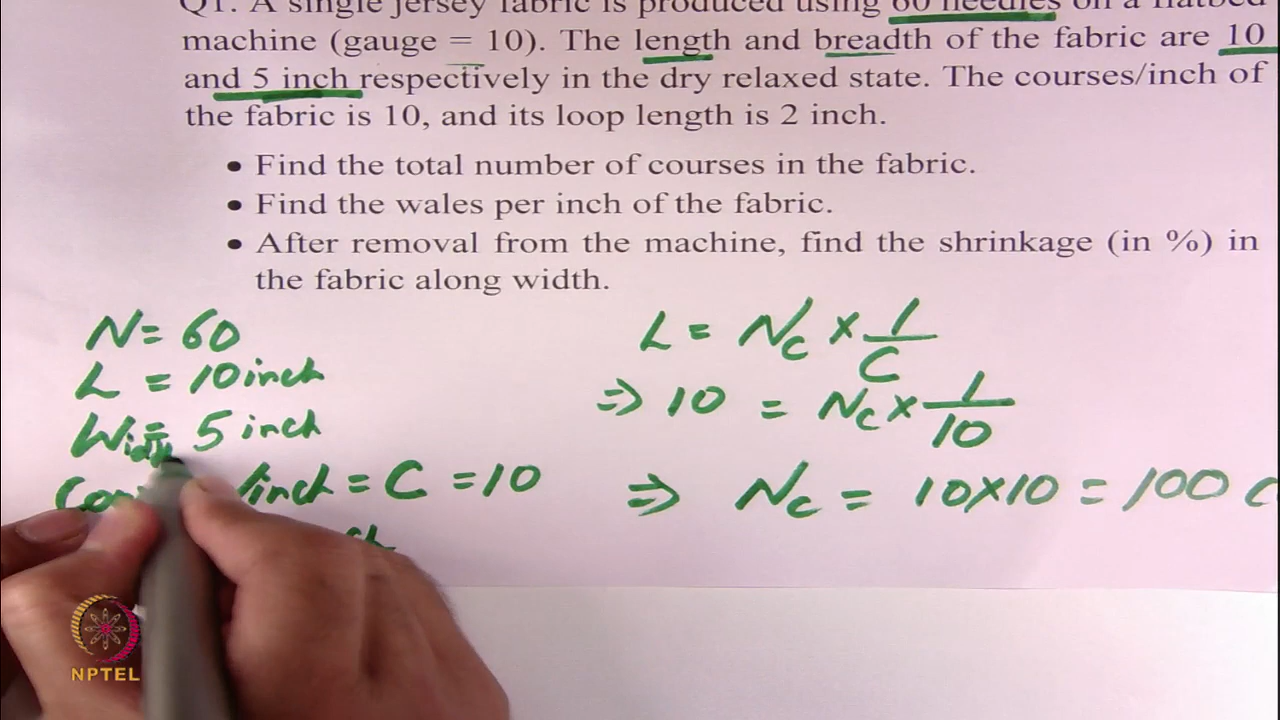 Q1. A single jersey fabric is produced using 60 needles on a flatbed
machine (gauge = 10). The length and breadth of the fabric are 10
and 5 inch respectively in the dry relaxed state. The courses/inch of
the fabric is 10, and its loop length is 2 inch.
• Find the total number of courses in the fabric.
• Find the wales per inch of the fabric.
• After removal from the machine, find the shrinkage (in %) in
the fabric along width.
N = 60
L = 10 inch
Width = 5 inch
/inch = C = 10
L = Nc × 1/C
⇒ 10 = Nc × 1/10
⇒ Nc = 10×10 = 100 C
NPTEL